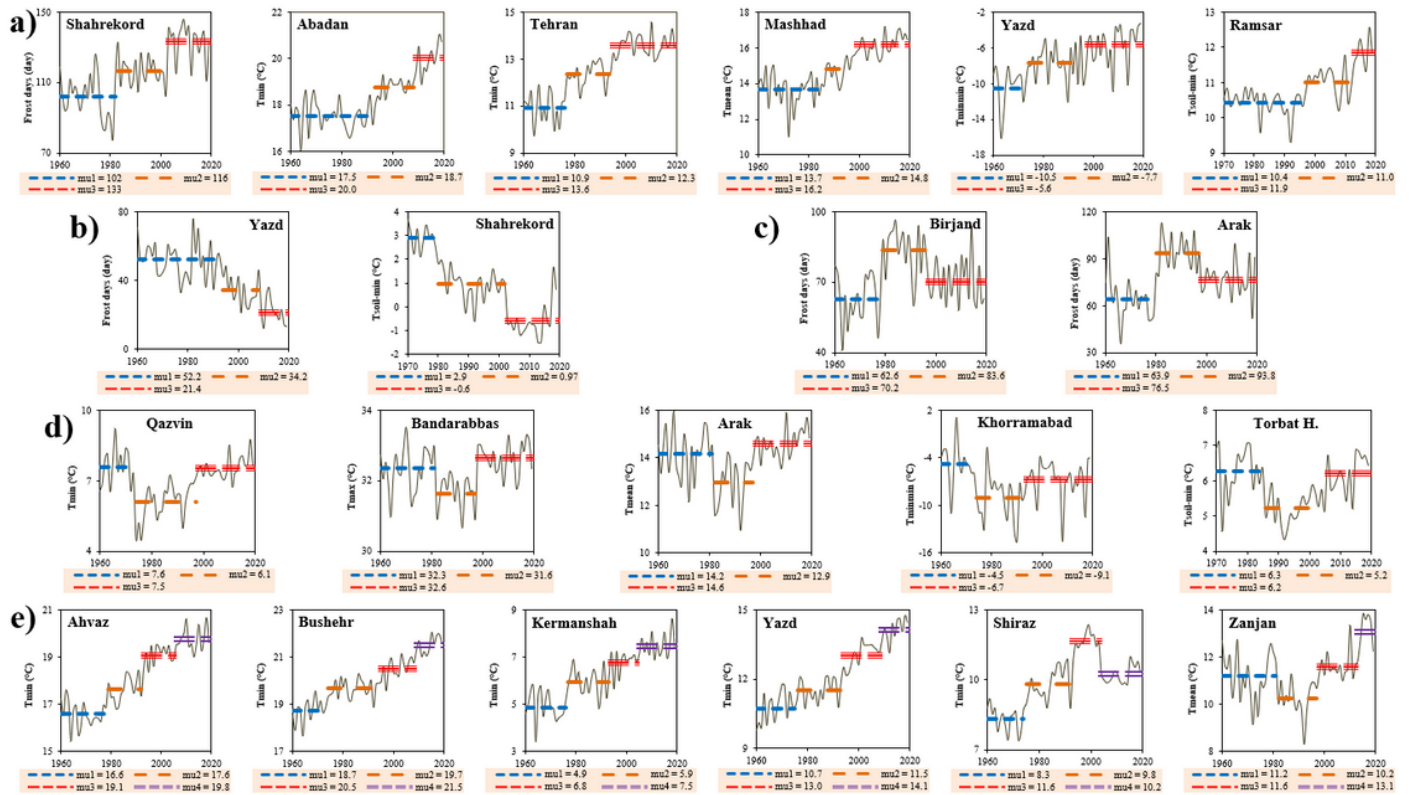 a)
Shahrekord
Frost days (day)
150
110
70
1960 1980 2000 2020
mu1 = 102 mu2 = 116
mu3 = 133
Abadan
Tmin (°C)
22
20
18
16
1960 1980 2000 2020
mu1 = 17.5 mu2 = 18.7
mu3 = 20.0
Tehran
Tmin (°C)
15
13
11
9
1960 1980 2000 2020
mu1 = 10.9 mu2 = 12.3
mu3 = 13.6
Mashhad
Tmean (°C)
18
16
14
12
10
1960 1980 2000 2020
mu1 = 13.7 mu2 = 14.8
mu3 = 16.2
Yazd
Tminmin (°C)
-2
-6
-10
-14
-18
1960 1980 2000 2020
mu1 = -10.5 mu2 = -7.7
mu3 = -5.6
Ramsar
Tsoil-min (°C)
13
12
11
10
9
1970 1980 1990 2000 2010 2020
mu1 = 10.4 mu2 = 11.0
mu3 = 11.9
b)
Yazd
Frost days (day)
80
40
0
1960 1980 2000 2020
mu1 = 52.2 mu2 = 34.2
mu3 = 21.4
Shahrekord
Tsoil-min (°C)
4
3
2
1
0
-1
-2
1970 1980 1990 2000 2010 2020
mu1 = 2.9 mu2 = 0.97
mu3 = -0.6
c)
Birjand
Frost days (day)
100
80
60
40
1960 1980 2000 2020
mu1 = 62.6 mu2 = 83.6
mu3 = 70.2
Arak
Frost days (day)
120
90
60
30
1960 1980 2000 2020
mu1 = 63.9 mu2 = 93.8
mu3 = 76.5
d)
Qazvin
Tmin (°C)
10
7
4
1960 1980 2000 2020
mu1 = 7.6 mu2 = 6.1
mu3 = 7.5
Bandarabbas
Tmax (°C)
34
32
30
1960 1980 2000 2020
mu1 = 32.3 mu2 = 31.6
mu3 = 32.6
Arak
Tmean (°C)
16
14
12
10
1960 1980 2000 2020
mu1 = 14.2 mu2 = 12.9
mu3 = 14.6
Khorramabad
Tminmin (°C)
2
-4
-10
-16
1960 1980 2000 2020
mu1 = -4.5 mu2 = -9.1
mu3 = -6.7
Torbat H.
Tsoil-min (°C)
8
7
6
5
4
1970 1980 1990 2000 2010 2020
mu1 = 6.3 mu2 = 5.2
mu3 = 6.2
e)
Ahvaz
Tmin (°C)
21
19
17
15
1960 1980 2000 2020
mu1 = 16.6 mu2 = 17.6
mu3 = 19.1 mu4 = 19.8
Bushehr
Tmin (°C)
23
21
19
17
1960 1980 2000 2020
mu1 = 18.7 mu2 = 19.7
mu3 = 20.5 mu4 = 21.5
Kermanshah
Tmin (°C)
9
7
5
3
1960 1980 2000 2020
mu1 = 4.9 mu2 = 5.9
mu3 = 6.8 mu4 = 7.5
Yazd
Tmin (°C)
15
12
9
1960 1980 2000 2020
mu1 = 10.7 mu2 = 11.5
mu3 = 13.0 mu4 = 14.1
Shiraz
Tmin (°C)
13
10
7
1960 1980 2000 2020
mu1 = 8.3 mu2 = 9.8
mu3 = 11.6 mu4 = 10.2
Zanjan
Tmean (°C)
14
12
10
8
1960 1980 2000 2020
mu1 = 11.2 mu2 = 10.2
mu3 = 11.6 mu4 = 13.1